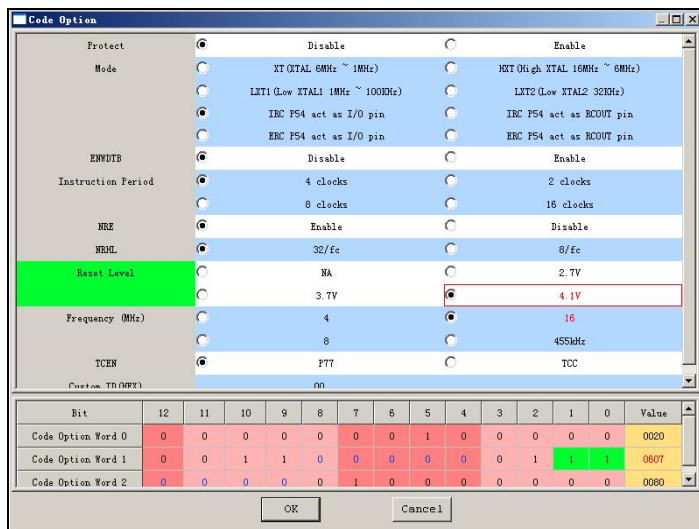 Code Option
Protect Disable Enable
Mode XT(XTAL 6MHz ~ 1MHz) HXT(High XTAL 16MHz ~ 6MHz)
LXT1(Low XTAL1 1MHz ~ 100KHz) LXT2(Low XTAL2 32KHz)
IRC P54 act as I/O pin IRC P54 act as RCOUT pin
ERC P54 act as I/O pin ERC P54 act as RCOUT pin
ENWDTB Disable Enable
Instruction Period 4 clocks 2 clocks
8 clocks 16 clocks
NRE Enable Disable
NRHL 32/fc 8/fc
Reset Level NA 2.7V
3.7V 4.1V
Frequency (MHz) 4 16
8 455kHz
TCEN P77 TCC
Custom ID(HEX) 00
Bit 12 11 10 9 8 7 6 5 4 3 2 1 0 Value
Code Option Word 0 0 0 0 0 0 0 0 1 0 0 0 0 0 0020
Code Option Word 1 0 0 1 1 0 0 0 0 0 0 1 1 1 0607
Code Option Word 2 0 0 0 0 0 1 0 0 0 0 0 0 0 0080
OK Cancel